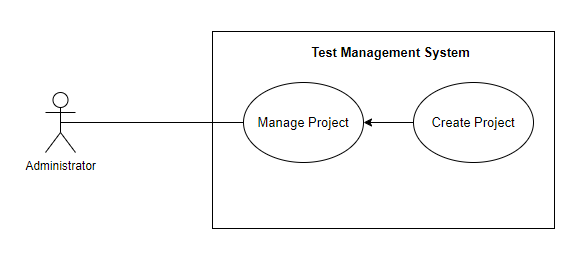 Test Management System
Manage Project
Create Project
Administrator